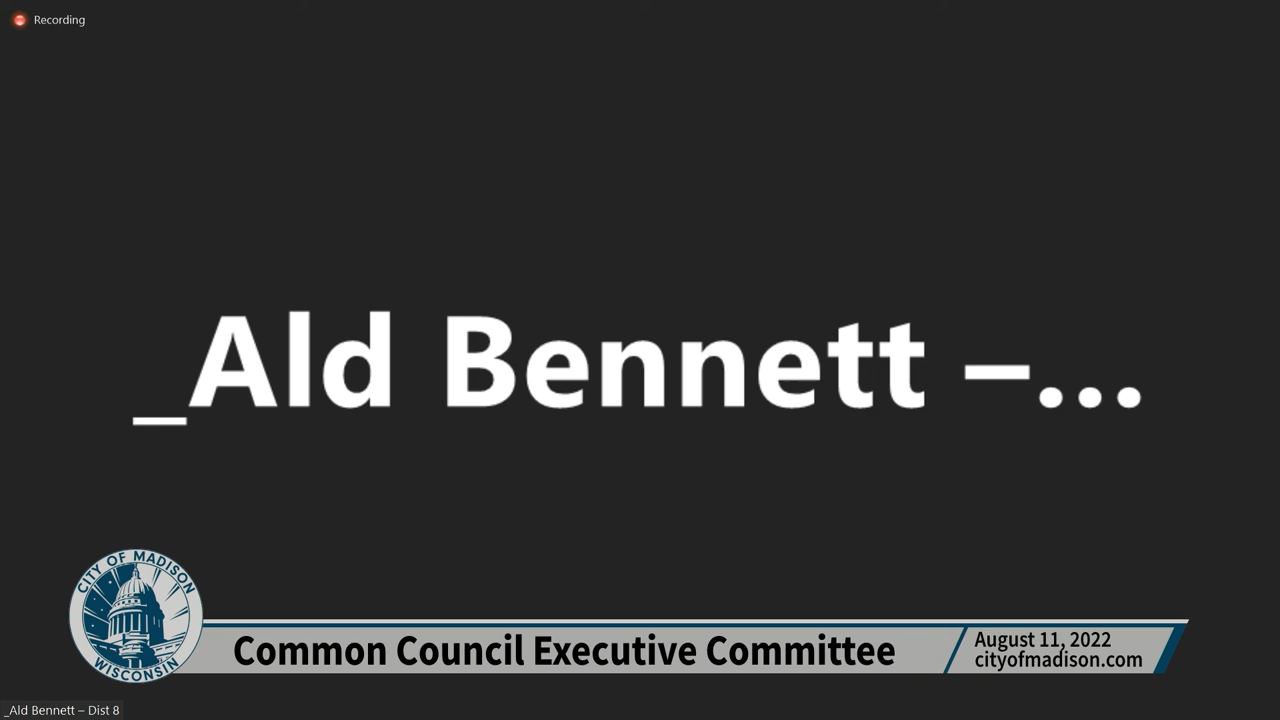 Recording
_Ald Bennett –...
CITY OF MADISON
WISCONSIN
Common Council Executive Committee
August 11, 2022
cityofmadison.com
_Ald Bennett – Dist 8